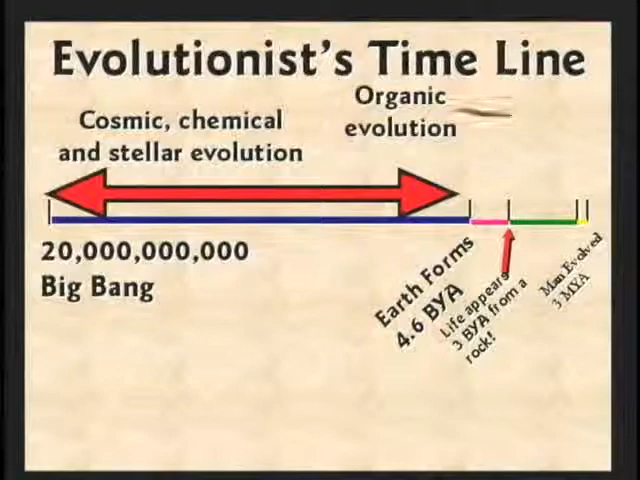 Evolutionist's Time Line
Organic
evolution
Cosmic, chemical
and stellar evolution
20,000,000,000
Big Bang
Earth Forms
4.6 BYA
Life appears
3 BYA from a
rock!
Man Evolved
3 MYA